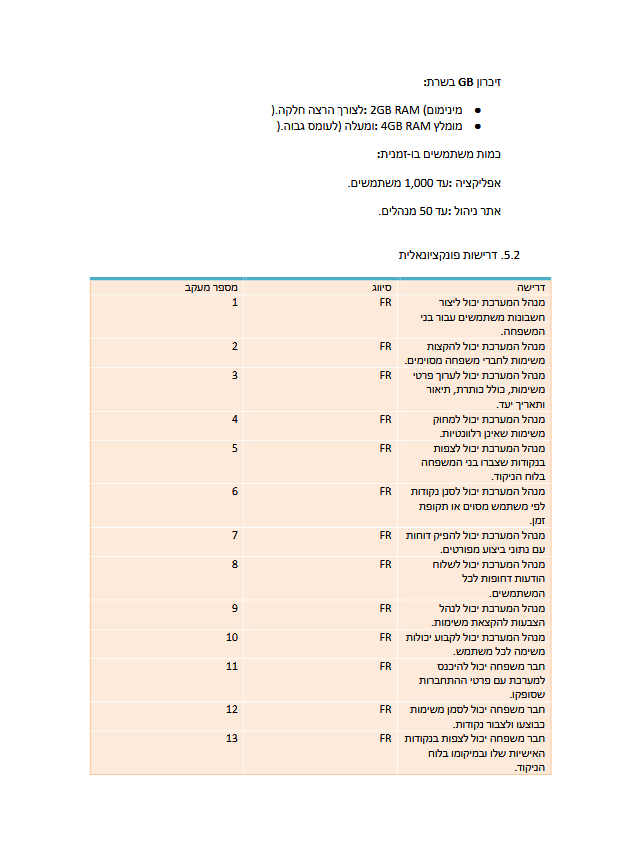 זיכרון GB בשרת:
● מינימום) 2GB RAM :לצורך הרצה חלקה.(
● מומלץ 4GB RAM :ומעלה (לעומס גבוה.(
כמות משתמשים בו-זמנית:
אפליקציה :עד 1,000 משתמשים.
אתר ניהול :עד 50 מנהלים.
5.2. דרישות פונקציונאלית
דרישה סיווג מספר מעקב
מנהל המערכת יכול ליצור FR 1
חשבונות משתמשים עבור בני
המשפחה.
מנהל המערכת יכול להקצות FR 2
משימות לחברי משפחה מסוימים.
מנהל המערכת יכול לערוך פרטי FR 3
משימות, כולל כותרת, תיאור
ותאריך יעד.
מנהל המערכת יכול למחוק FR 4
משימות שאינן רלוונטיות.
מנהל המערכת יכול לצפות FR 5
בנקודות שצברו בני המשפחה
בלוח הניקוד.
מנהל המערכת יכול לסנן נקודות FR 6
לפי משתמש מסוים או תקופת
זמן.
מנהל המערכת יכול להפיק דוחות FR 7
עם נתוני ביצוע מפורטים.
מנהל המערכת יכול לשלוח FR 8
הודעות דחופות לכל
המשתמשים.
מנהל המערכת יכול לנהל FR 9
הצבעות להקצאת משימות.
מנהל המערכת יכול לקבוע יכולות FR 10
משימה לכל משתמש.
חבר משפחה יכול להיכנס FR 11
למערכת עם פרטי ההתחברות
שסופקו.
חבר משפחה יכול לסמן משימות FR 12
כבוצעו ולצבור נקודות.
חבר משפחה יכול לצפות בנקודות FR 13
האישיות שלו ובמיקומו בלוח
הניקוד.